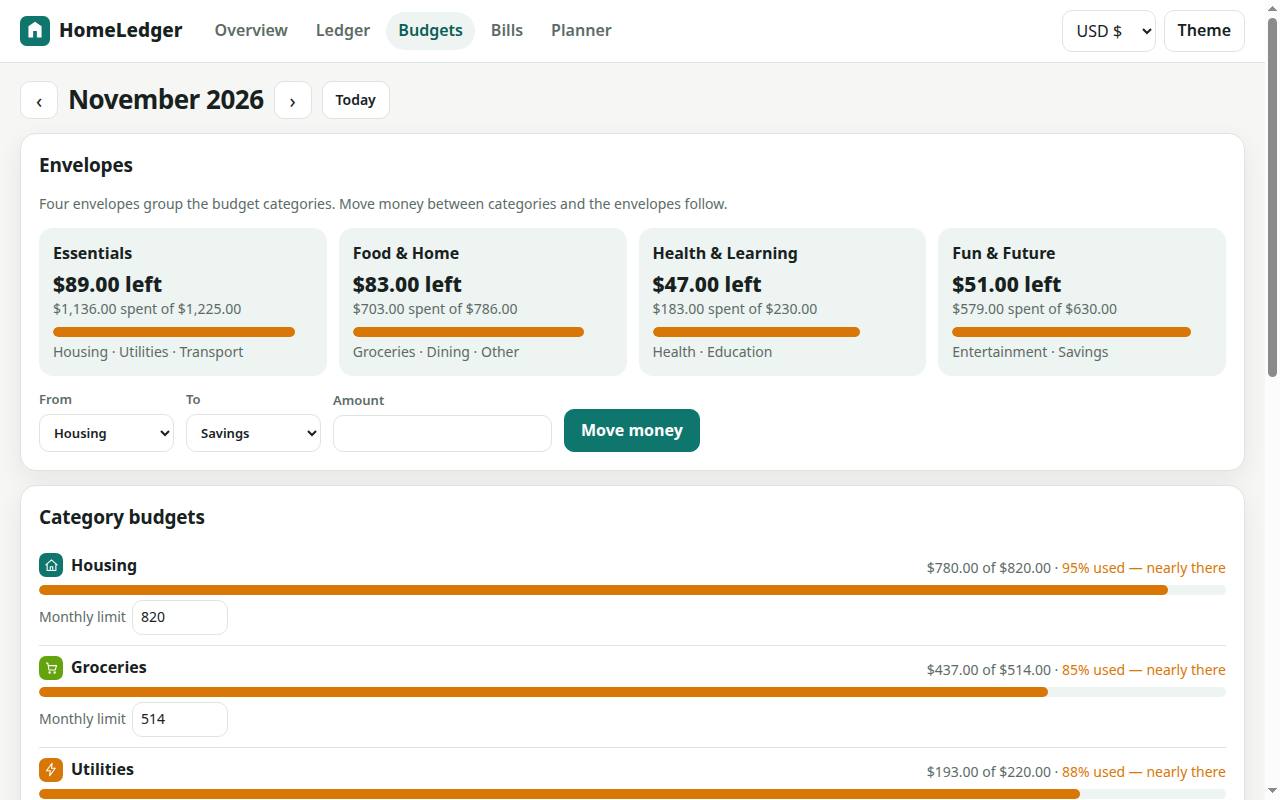 HomeLedger
Overview
Ledger
Budgets
Bills
Planner
USD $
Theme
‹
November 2026
›
Today
Envelopes
Four envelopes group the budget categories. Move money between categories and the envelopes follow.
Essentials
$89.00 left
$1,136.00 spent of $1,225.00
Housing · Utilities · Transport
Food & Home
$83.00 left
$703.00 spent of $786.00
Groceries · Dining · Other
Health & Learning
$47.00 left
$183.00 spent of $230.00
Health · Education
Fun & Future
$51.00 left
$579.00 spent of $630.00
Entertainment · Savings
From
Housing
To
Savings
Amount
Move money
Category budgets
Housing
$780.00 of $820.00 · 95% used — nearly there
Monthly limit 820
Groceries
$437.00 of $514.00 · 85% used — nearly there
Monthly limit 514
Utilities
$193.00 of $220.00 · 88% used — nearly there